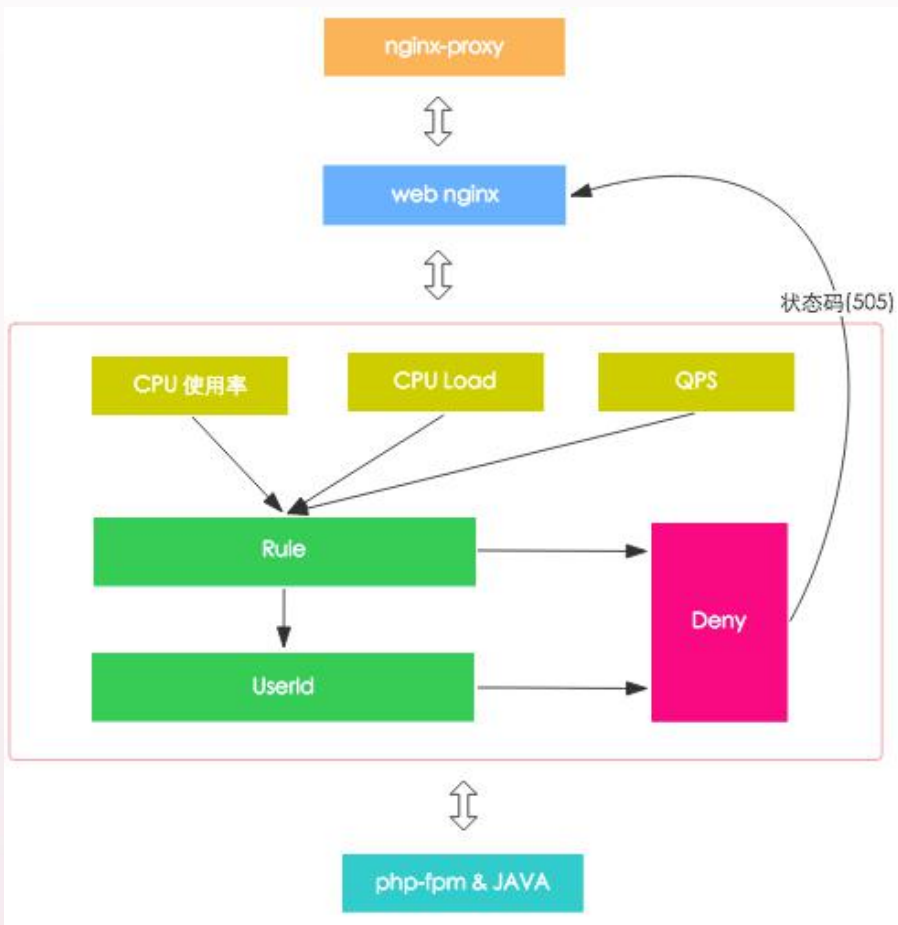 nginx-proxy
web nginx
状态码(505)
CPU 使用率
CPU Load
QPS
Rule
Deny
UserId
php-fpm & JAVA